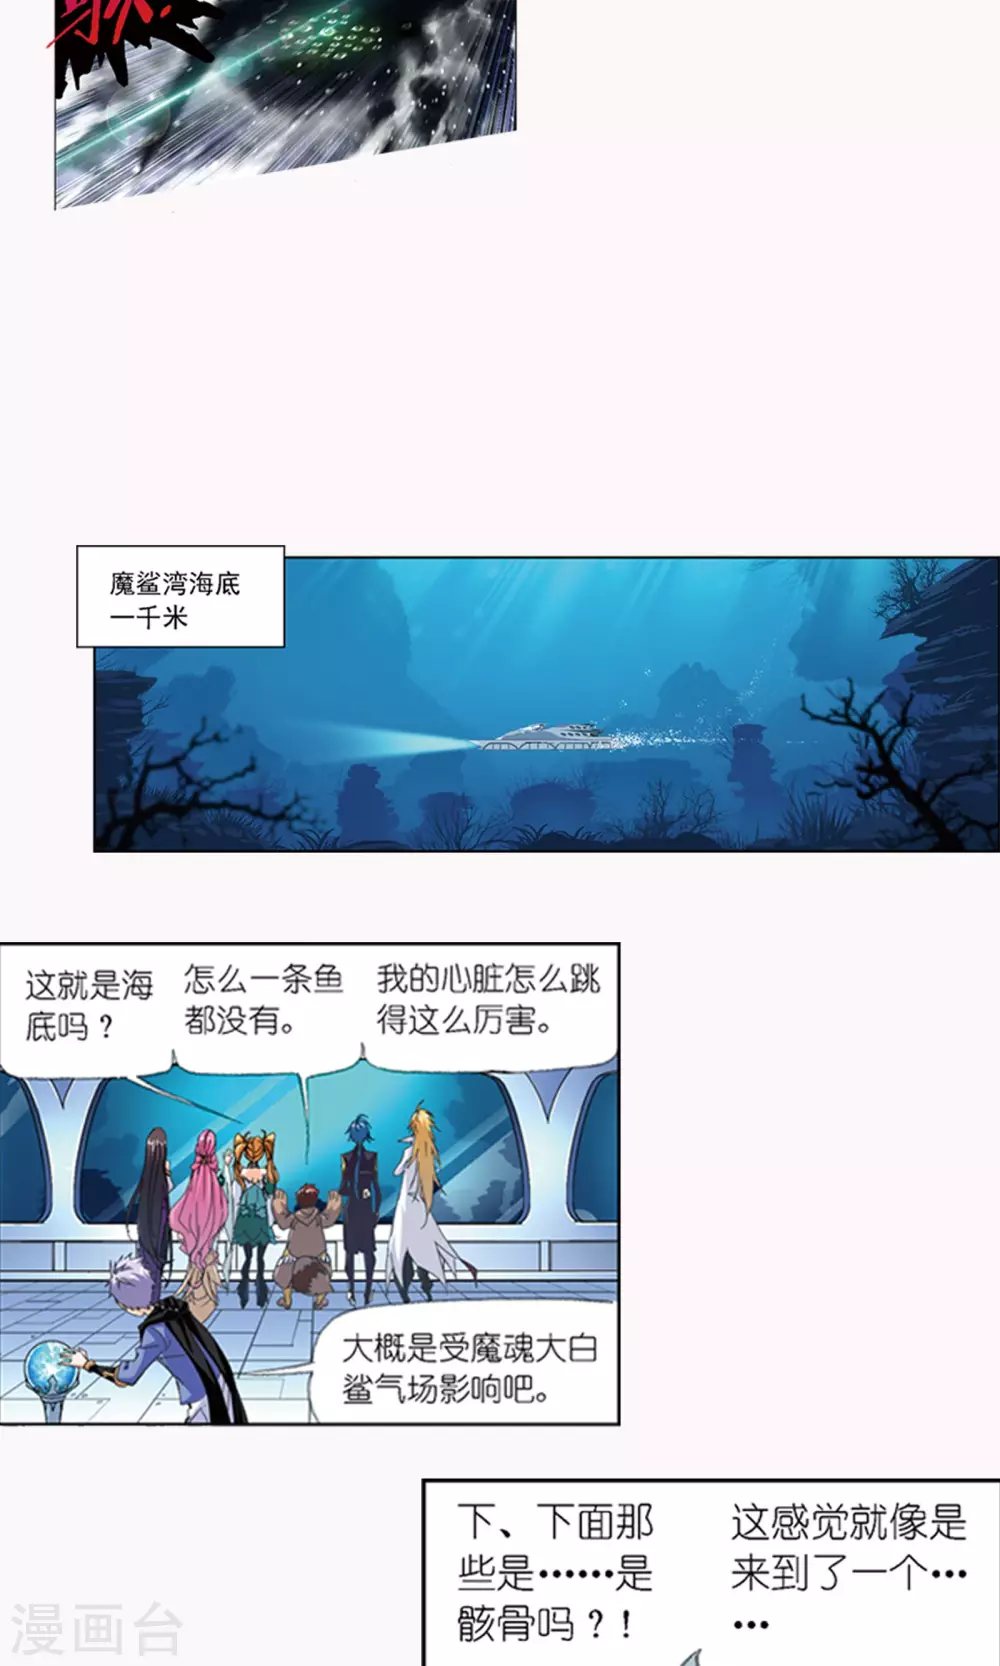 魔鲨湾海底
一千米
这就是海
底吗？
怎么一条鱼
都没有。
我的心脏怎么跳
得这么厉害。
大概是受魔魂大白
鲨气场影响吧。
下、下面那
些是……是
骸骨吗？！
这感觉就像是
来到了一个…
…
漫画台